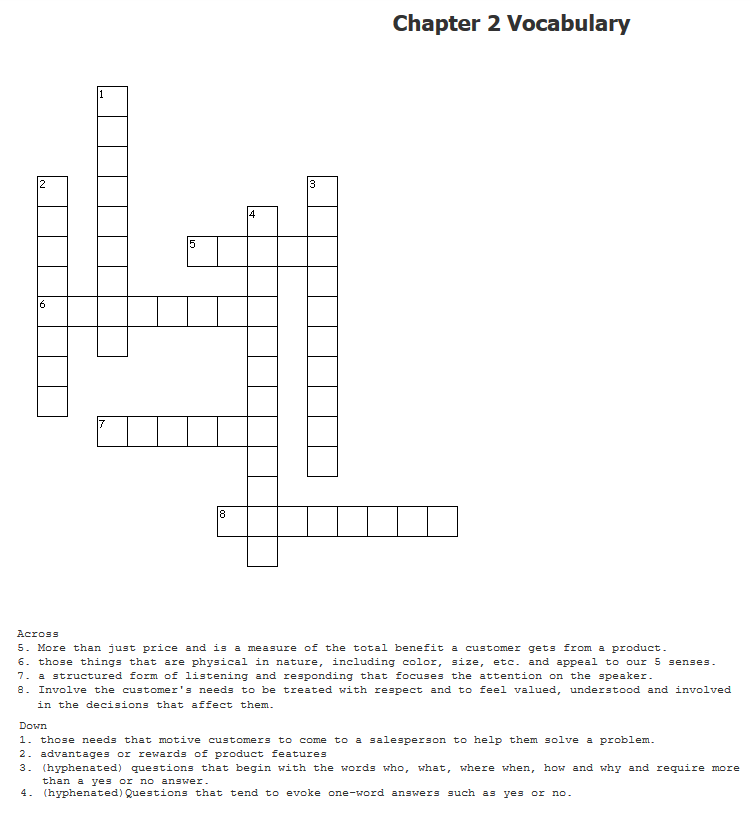 Chapter 2 Vocabulary
1
2
3
4
5
6
7
8
Across
5. More than just price and is a measure of the total benefit a customer gets from a product.
6. those things that are physical in nature, including color, size, etc. and appeal to our 5 senses.
7. a structured form of listening and responding that focuses the attention on the speaker.
8. Involve the customer's needs to be treated with respect and to feel valued, understood and involved
in the decisions that affect them.
Down
1. those needs that motive customers to come to a salesperson to help them solve a problem.
2. advantages or rewards of product features
3. (hyphenated) questions that begin with the words who, what, where when, how and why and require more
than a yes or no answer.
4. (hyphenated)Questions that tend to evoke one-word answers such as yes or no.